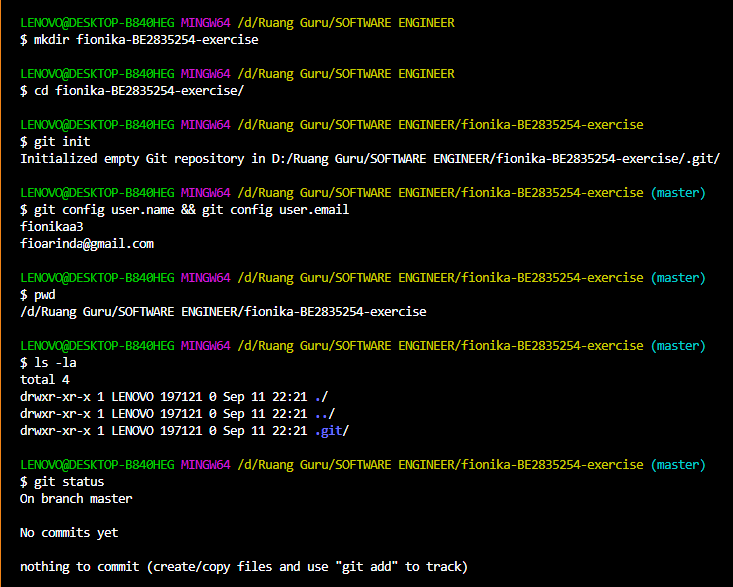 LENOVO@DESKTOP-B840HEG MINGW64 /d/Ruang Guru/SOFTWARE ENGINEER
$ mkdir fionika-BE2835254-exercise
LENOVO@DESKTOP-B840HEG MINGW64 /d/Ruang Guru/SOFTWARE ENGINEER
$ cd fionika-BE2835254-exercise/
LENOVO@DESKTOP-B840HEG MINGW64 /d/Ruang Guru/SOFTWARE ENGINEER/fionika-BE2835254-exercise
$ git init
Initialized empty Git repository in D:/Ruang Guru/SOFTWARE ENGINEER/fionika-BE2835254-exercise/.git/
LENOVO@DESKTOP-B840HEG MINGW64 /d/Ruang Guru/SOFTWARE ENGINEER/fionika-BE2835254-exercise (master)
$ git config user.name && git config user.email
fionikaa3
fioarinda@gmail.com
LENOVO@DESKTOP-B840HEG MINGW64 /d/Ruang Guru/SOFTWARE ENGINEER/fionika-BE2835254-exercise (master)
$ pwd
/d/Ruang Guru/SOFTWARE ENGINEER/fionika-BE2835254-exercise
LENOVO@DESKTOP-B840HEG MINGW64 /d/Ruang Guru/SOFTWARE ENGINEER/fionika-BE2835254-exercise (master)
$ ls -la
total 4
drwxr-xr-x 1 LENOVO 197121 0 Sep 11 22:21 ./
drwxr-xr-x 1 LENOVO 197121 0 Sep 11 22:21 ../
drwxr-xr-x 1 LENOVO 197121 0 Sep 11 22:21 .git/
LENOVO@DESKTOP-B840HEG MINGW64 /d/Ruang Guru/SOFTWARE ENGINEER/fionika-BE2835254-exercise (master)
$ git status
On branch master
No commits yet
nothing to commit (create/copy files and use "git add" to track)